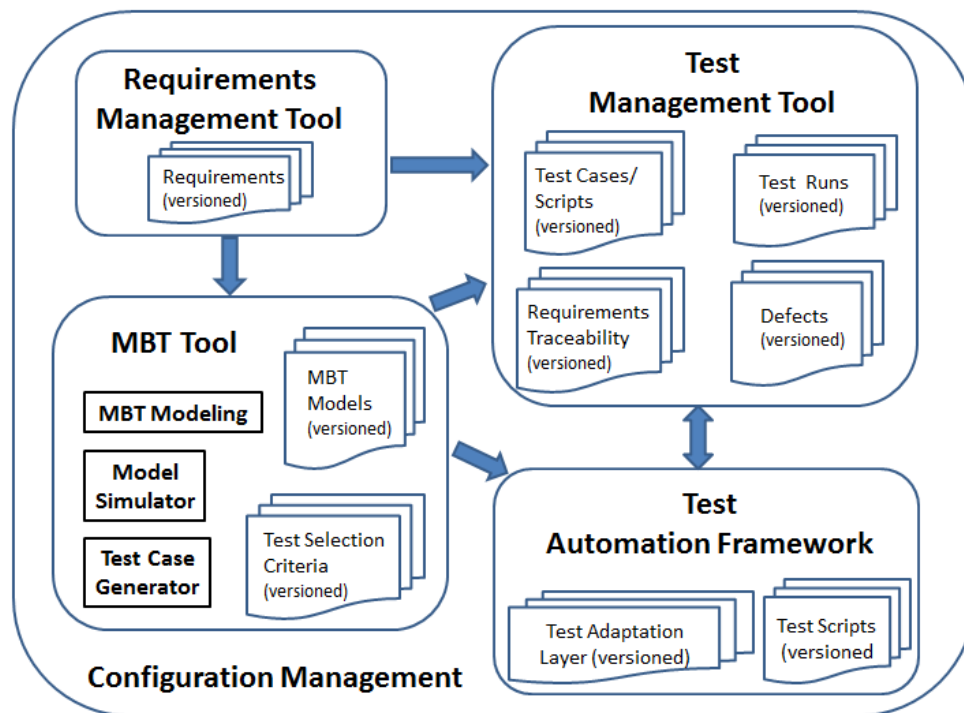 Requirements
Management Tool
Requirements
(versioned)
Test
Management Tool
Test Cases/
Scripts
(versioned)
Test Runs
(versioned)
Requirements
Traceability
(versioned)
Defects
(versioned)
MBT Tool
MBT Modeling
Model
Simulator
Test Case
Generator
MBT
Models
(versioned)
Test Selection
Criteria
(versioned)
Test
Automation Framework
Test Adaptation
Layer (versioned)
Test Scripts
(versioned
Configuration Management